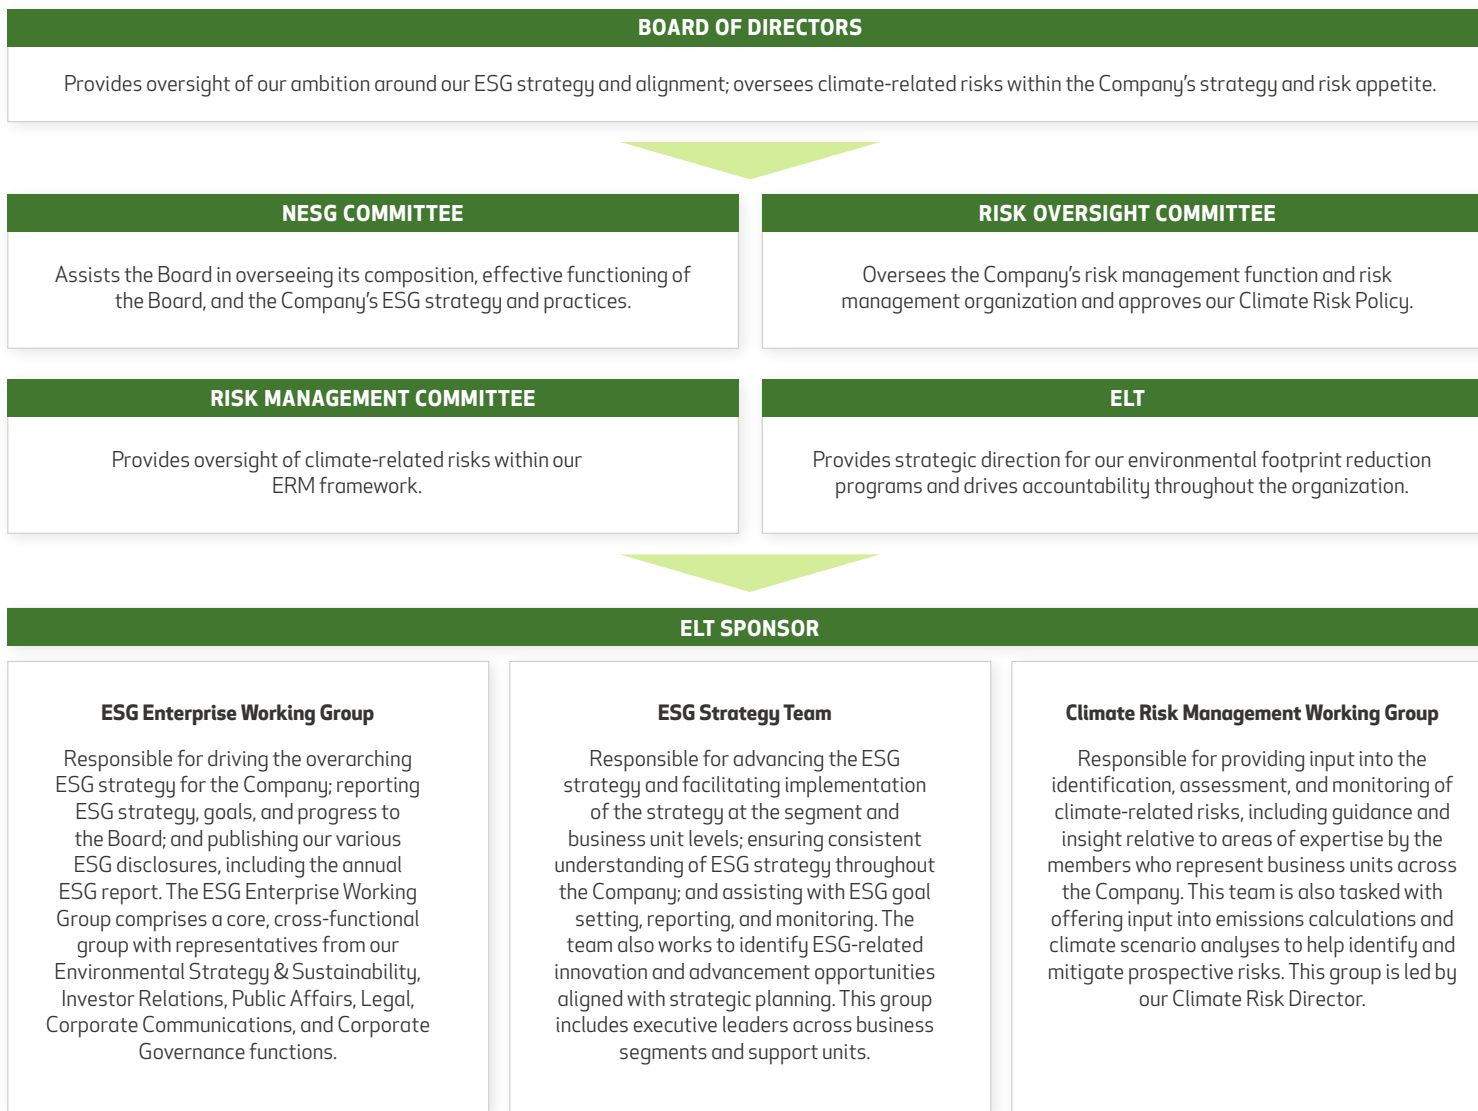 BOARD OF DIRECTORS
Provides oversight of our ambition around our ESG strategy and alignment; oversees climate-related risks within the Company's strategy and risk appetite.
NESG COMMITTEE
Assists the Board in overseeing its composition, effective functioning of
the Board, and the Company's ESG strategy and practices.
RISK OVERSIGHT COMMITTEE
Oversees the Company's risk management function and risk
management organization and approves our Climate Risk Policy.
RISK MANAGEMENT COMMITTEE
Provides oversight of climate-related risks within our
ERM framework.
ELT
Provides strategic direction for our environmental footprint reduction
programs and drives accountability throughout the organization.
ELT SPONSOR
ESG Enterprise Working Group
Responsible for driving the overarching
ESG strategy for the Company; reporting
ESG strategy, goals, and progress to
the Board; and publishing our various
ESG disclosures, including the annual
ESG report. The ESG Enterprise Working
Group comprises a core, cross-functional
group with representatives from our
Environmental Strategy & Sustainability,
Investor Relations, Public Affairs, Legal,
Corporate Communications, and Corporate
Governance functions.
ESG Strategy Team
Responsible for advancing the ESG
strategy and facilitating implementation
of the strategy at the segment and
business unit levels; ensuring consistent
understanding of ESG strategy throughout
the Company; and assisting with ESG goal
setting, reporting, and monitoring. The
team also works to identify ESG-related
innovation and advancement opportunities
aligned with strategic planning. This group
includes executive leaders across business
segments and support units.
Climate Risk Management Working Group
Responsible for providing input into the
identification, assessment, and monitoring of
climate-related risks, including guidance and
insight relative to areas of expertise by the
members who represent business units across
the Company. This team is also tasked with
offering input into emissions calculations and
climate scenario analyses to help identify and
mitigate prospective risks. This group is led by
our Climate Risk Director.